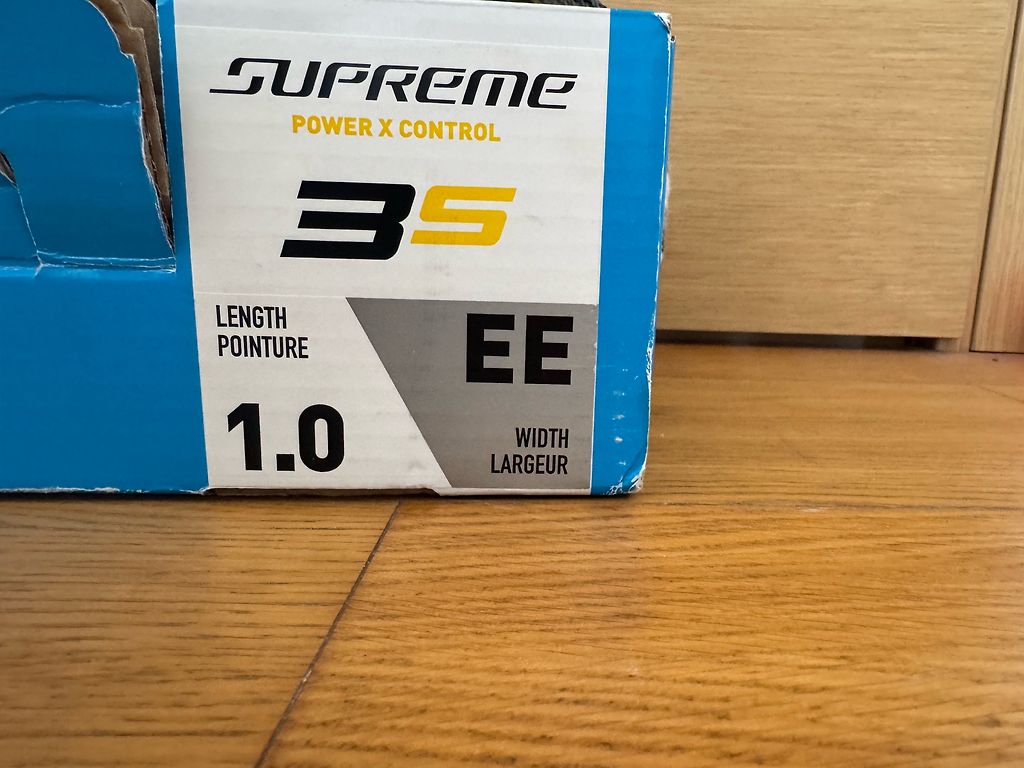 SUPREME
POWER X CONTROL
3S
LENGTH
POINTURE
1.0
EE
WIDTH
LARGEUR